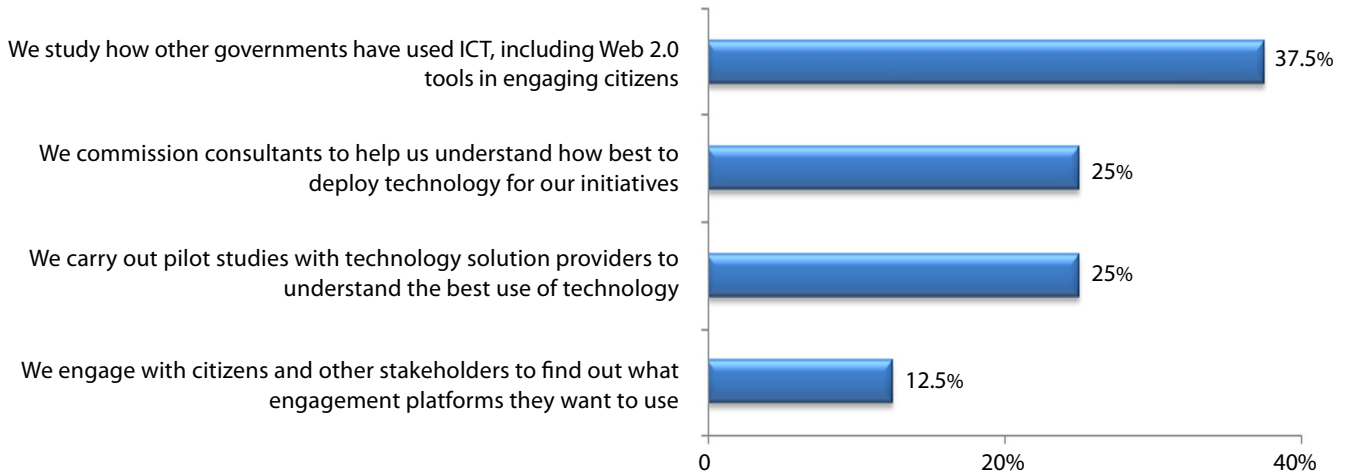 We study how other governments have used ICT, including Web 2.0
tools in engaging citizens
37.5%
We commission consultants to help us understand how best to
deploy technology for our initiatives
25%
We carry out pilot studies with technology solution providers to
understand the best use of technology
25%
We engage with citizens and other stakeholders to find out what
engagement platforms they want to use
12.5%
0
20%
40%